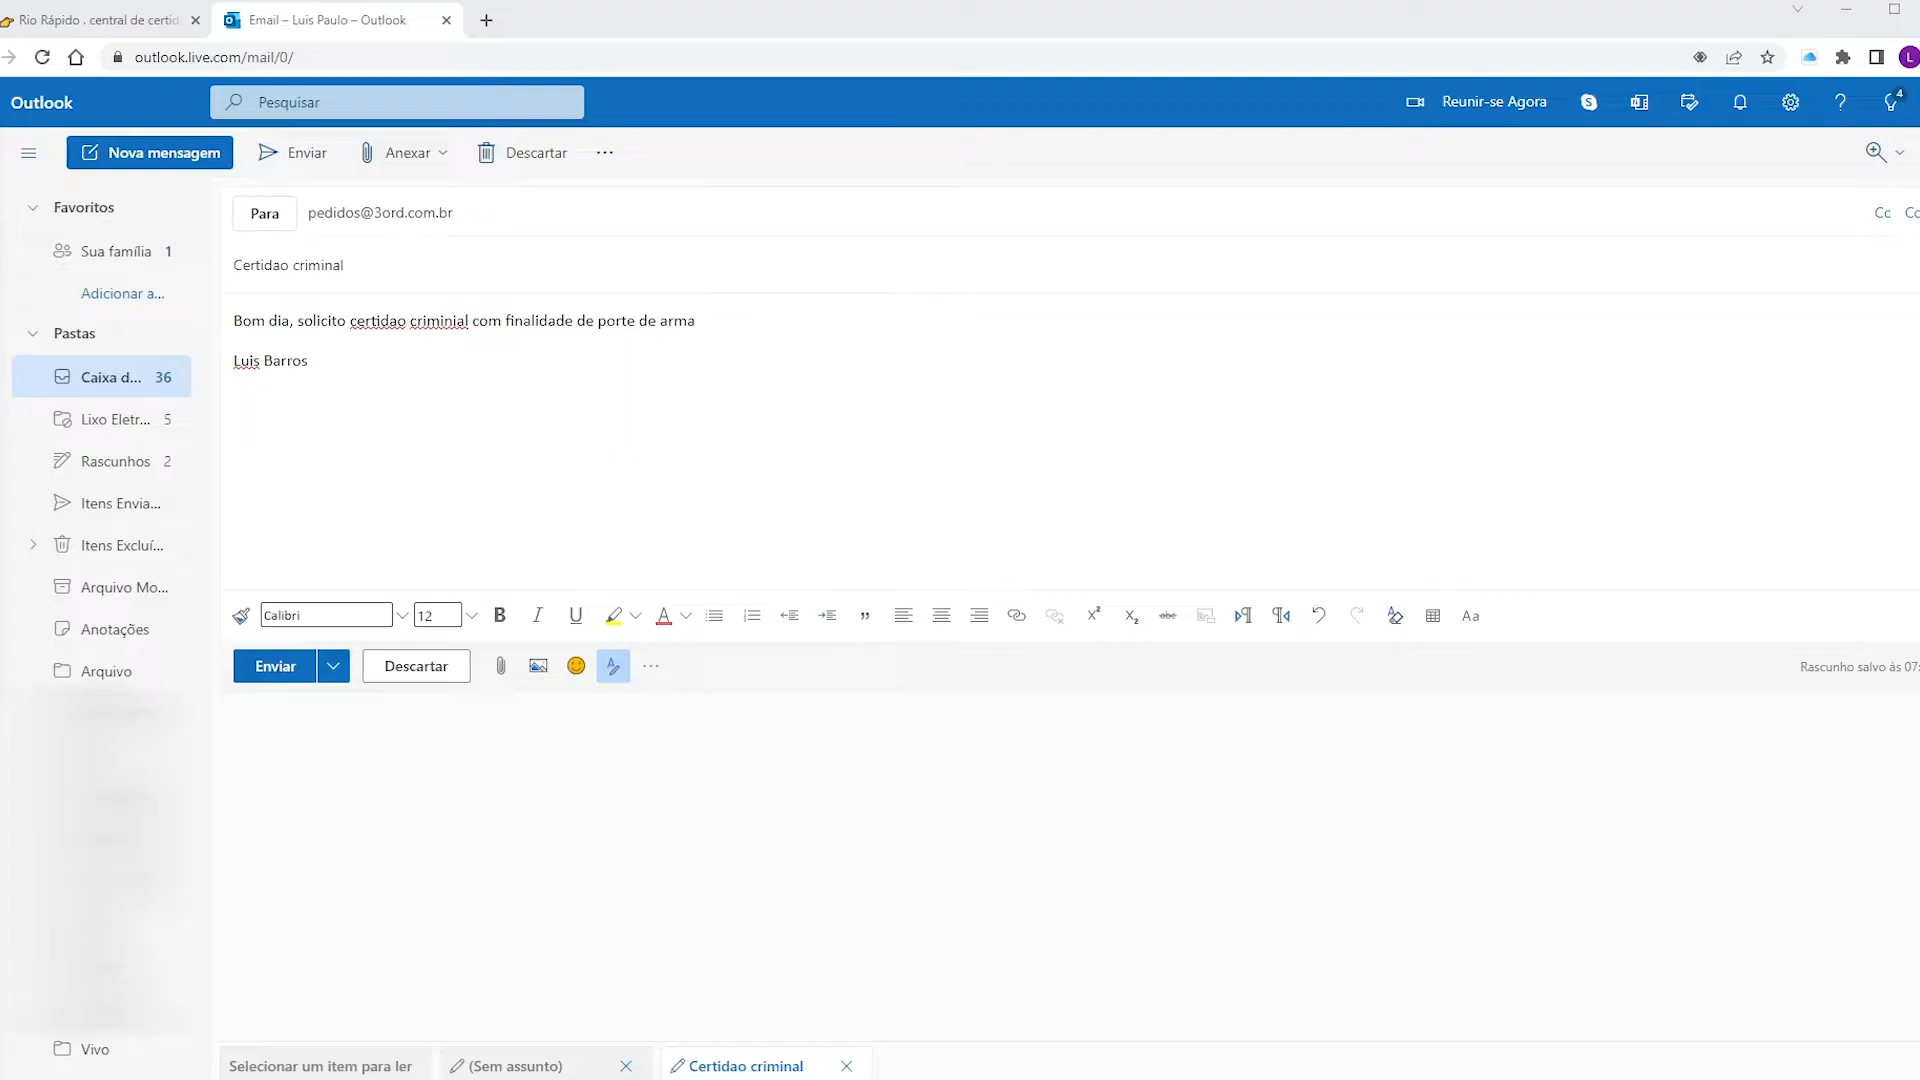 Rio Rápido . central de certid
Email – Luis Paulo – Outlook
outlook.live.com/mail/0/
L
Outlook
Pesquisar
Reunir-se Agora
4
Nova mensagem
Enviar
Anexar
Descartar
Favoritos
Sua família 1
Adicionar a...
Pastas
Caixa d... 36
Lixo Eletr... 5
Rascunhos 2
Itens Envia...
Itens Excluí...
Arquivo Mo...
Anotações
Arquivo
Vivo
Para pedidos@3ord.com.br
Cc Cc
Certidao criminal
Bom dia, solicito certidao criminial com finalidade de porte de arma
Luis Barros
Calibri 12
Enviar
Descartar
Rascunho salvo às 07:
Selecionar um item para ler
(Sem assunto)
Certidao criminal